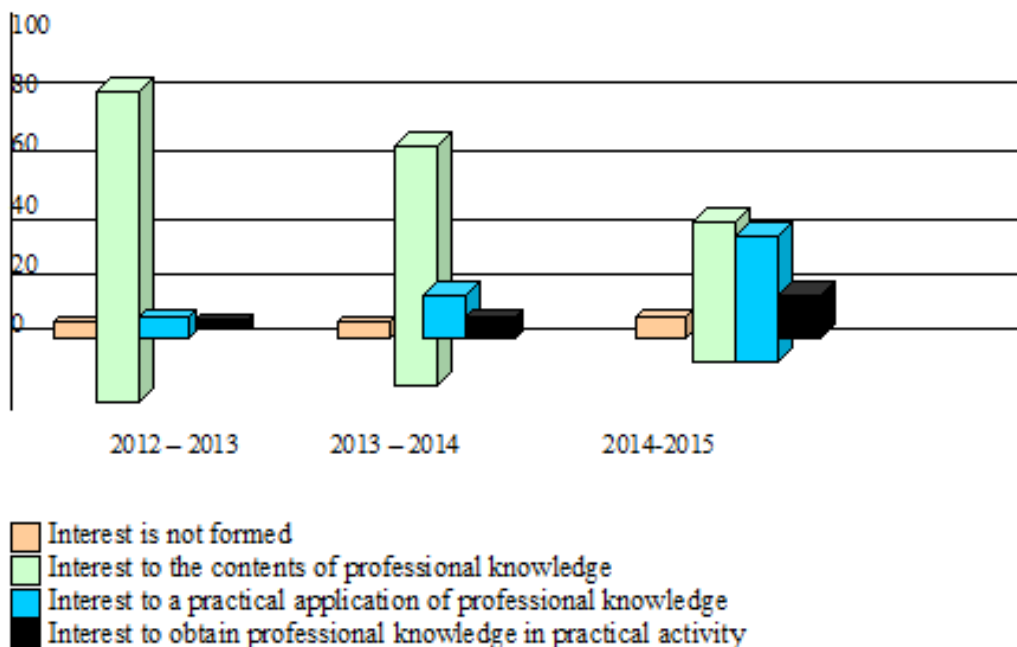 100
80
60
40
20
0
2012 – 2013 2013 – 2014 2014-2015
Interest is not formed
Interest to the contents of professional knowledge
Interest to a practical application of professional knowledge
Interest to obtain professional knowledge in practical activity